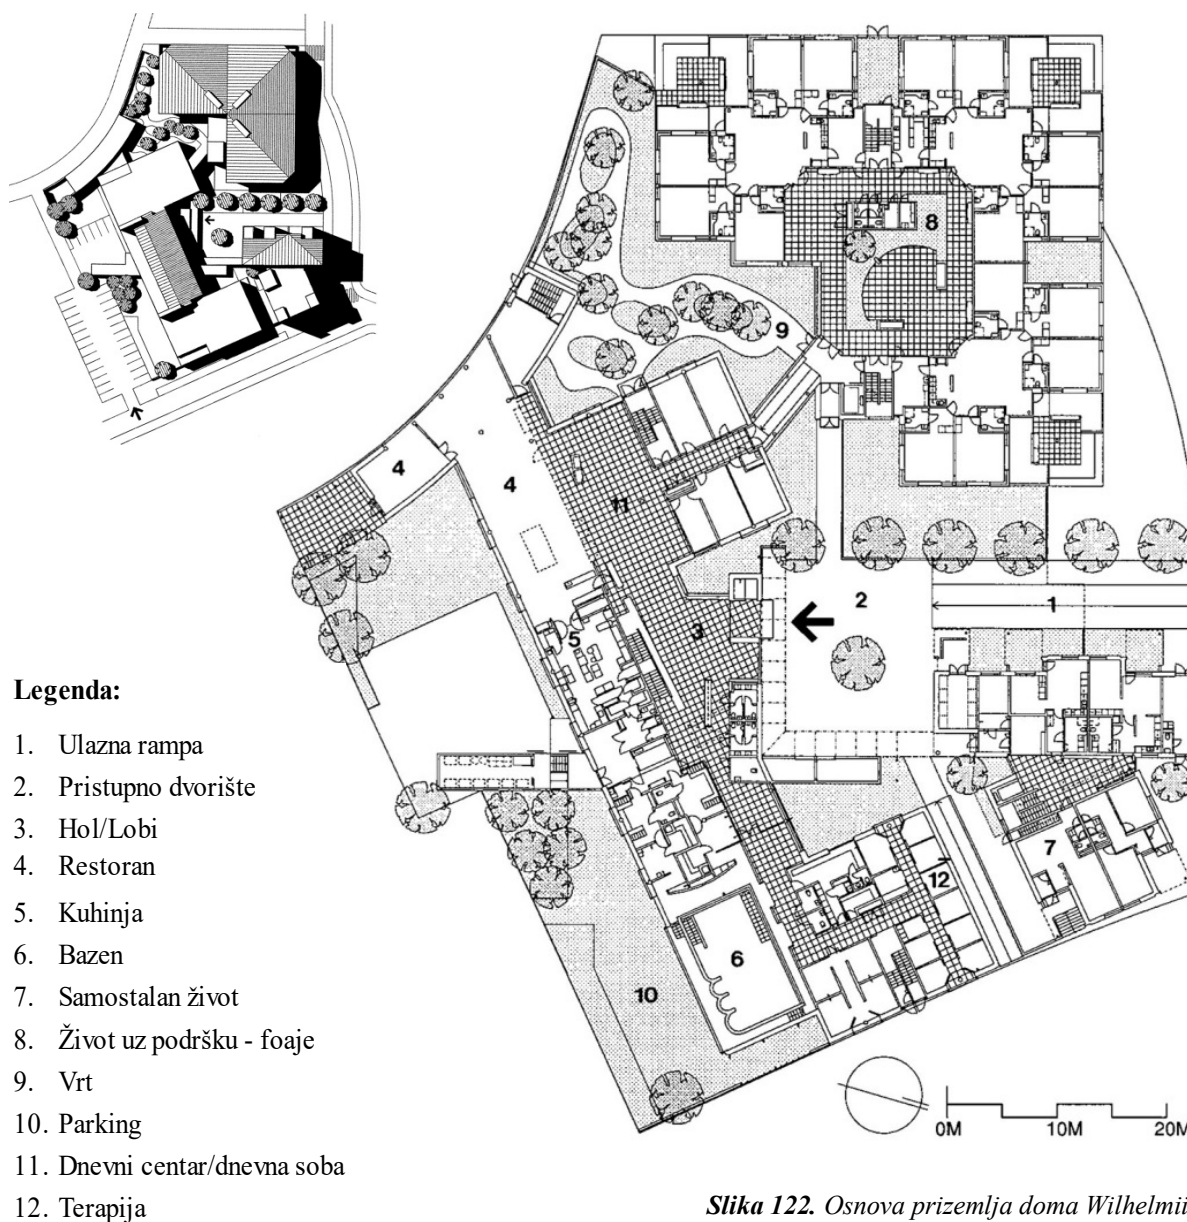 4
4
11
9
8
2
1
3
5
7
12
6
10
0M 10M 20M
Legenda:
1. Ulazna rampa
2. Pristupno dvorište
3. Hol/Lobi
4. Restoran
5. Kuhinja
6. Bazen
7. Samostalan život
8. Život uz podršku - foaje
9. Vrt
10. Parking
11. Dnevni centar/dnevna soba
12. Terapija
Slika 122. Osnova prizemlja doma Wilhelmii